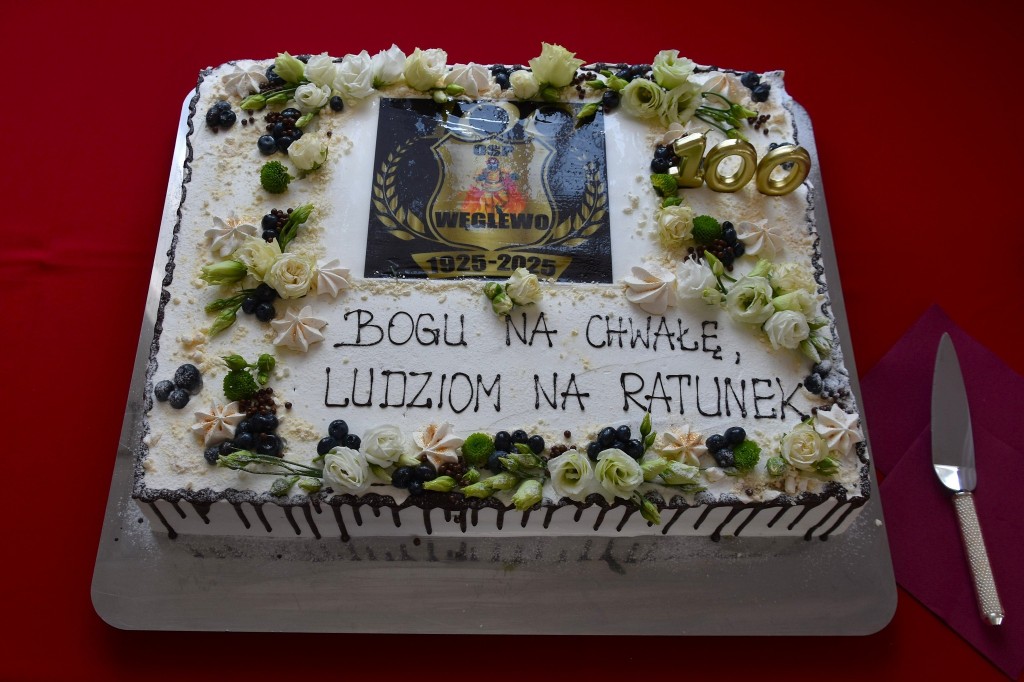 OSP
WĘGLEWO
1925-2025
100
BOGU NA CHWAŁĘ,
LUDZIOM NA RATUNEK